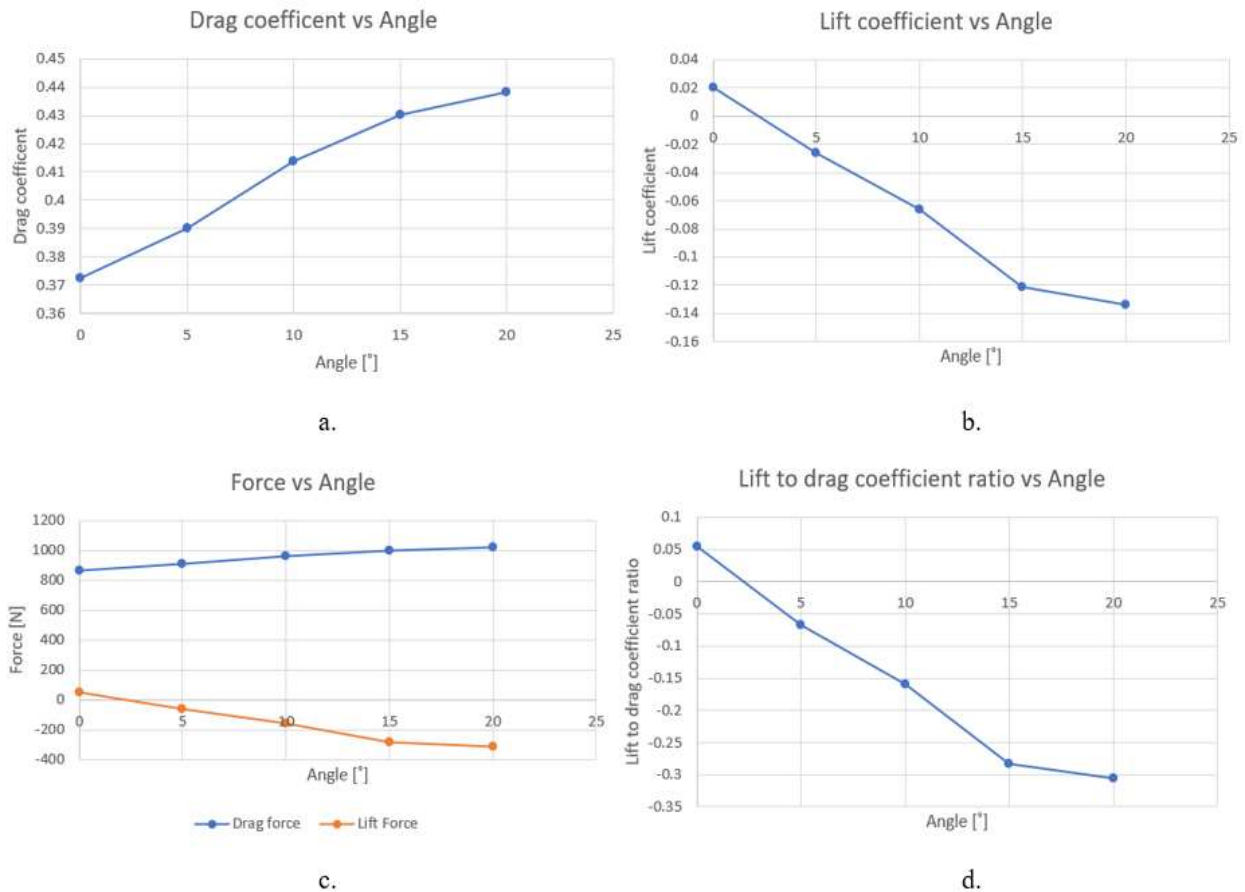 Drag coefficent vs Angle
0.45
0.44
0.43
0.42
0.41
0.4
0.39
0.38
0.37
0.36
Drag coefficent
0 5 10 15 20 25
Angle [°]
a.
Lift coefficient vs Angle
0.04
0.02
0
-0.02
-0.04
-0.06
-0.08
-0.1
-0.12
-0.14
-0.16
Lift coefficient
0 5 10 15 20 25
Angle [°]
b.
Force vs Angle
1200
1000
800
600
400
200
0
-200
-400
Force [N]
0 5 10 15 20 25
Angle [°]
Drag force Lift Force
c.
Lift to drag coefficient ratio vs Angle
0.1
0.05
0
-0.05
-0.1
-0.15
-0.2
-0.25
-0.3
-0.35
Lift to drag coefficient ratio
0 5 10 15 20 25
Angle [°]
d.